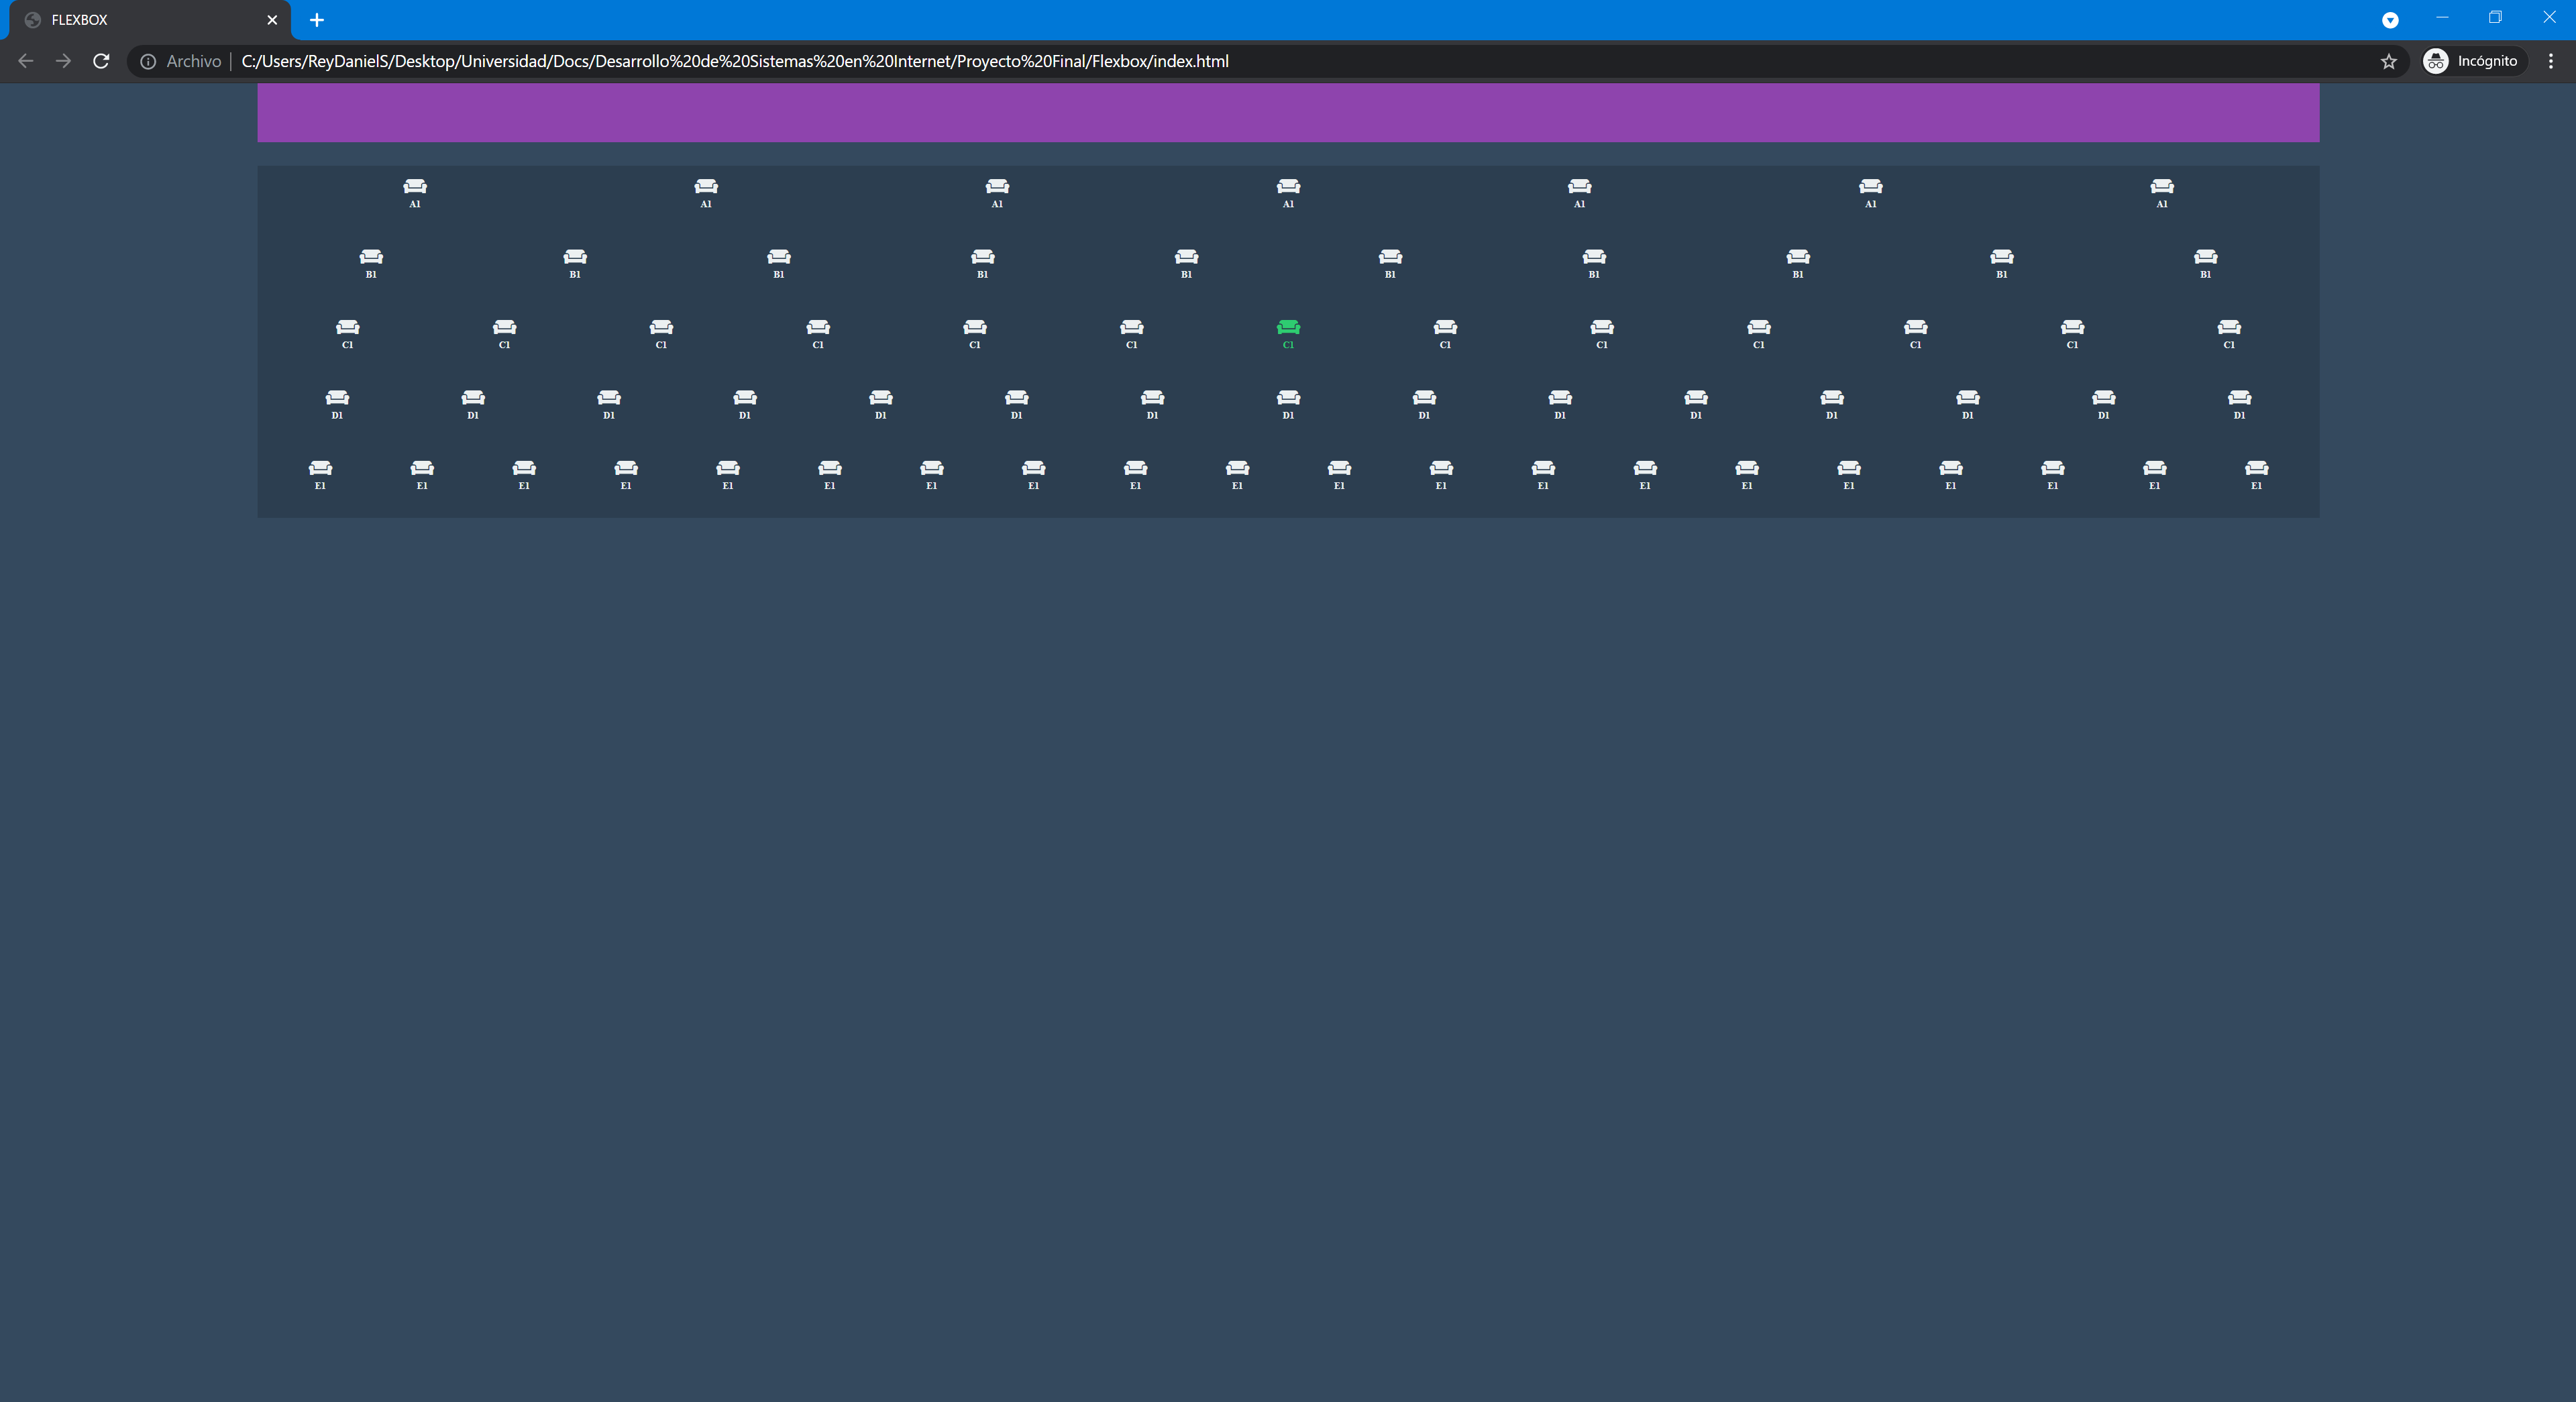 FLEXBOX
Archivo | C:/Users/ReyDanielS/Desktop/Universidad/Docs/Desarrollo%20de%20Sistemas%20en%20Internet/Proyecto%20Final/Flexbox/index.html Incógnito
A1 A1 A1 A1 A1 A1 A1
B1 B1 B1 B1 B1 B1 B1 B1 B1 B1
C1 C1 C1 C1 C1 C1 C1 C1 C1 C1 C1 C1 C1
D1 D1 D1 D1 D1 D1 D1 D1 D1 D1 D1 D1 D1 D1 D1
E1 E1 E1 E1 E1 E1 E1 E1 E1 E1 E1 E1 E1 E1 E1 E1 E1 E1 E1 E1